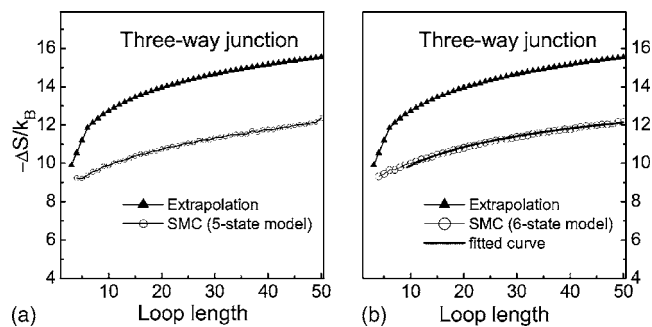 Three-way junction
−ΔS/k_B
16
14
12
10
8
6
4
Extrapolation
SMC (5-state model)
10 20 30 40 50
(a)
Loop length
Three-way junction
16
14
12
10
8
6
4
Extrapolation
SMC (6-state model)
fitted curve
10 20 30 40 50
(b)
Loop length